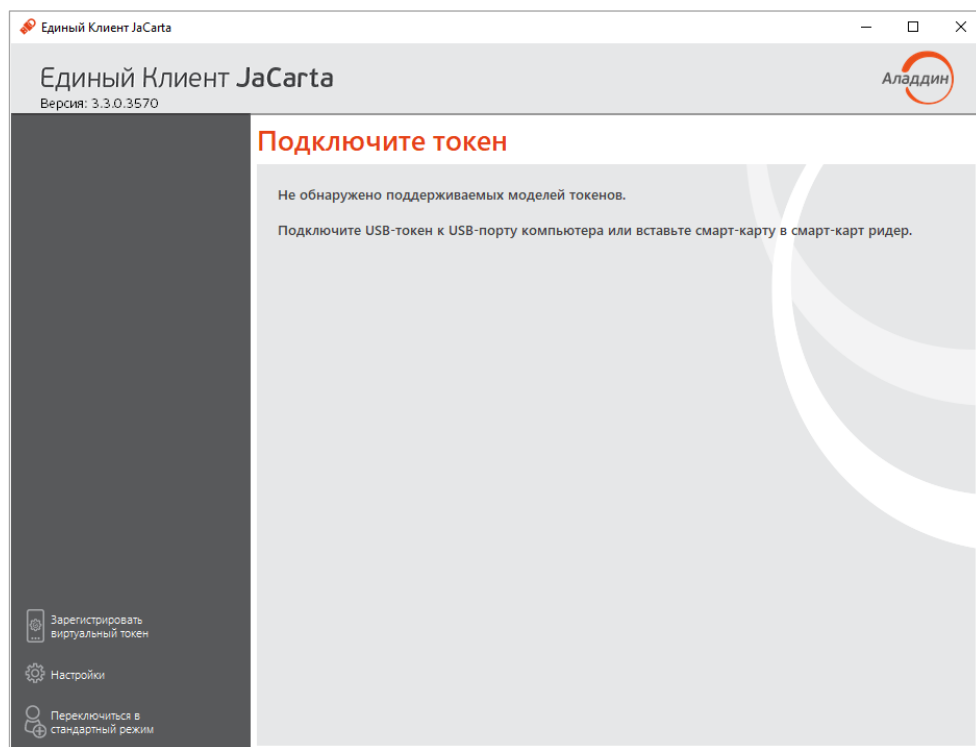 Единый Клиент JaCarta
Единый Клиент JaCarta
Версия: 3.3.0.3570
Аладдин
Подключите токен
Не обнаружено поддерживаемых моделей токенов.
Подключите USB-токен к USB-порту компьютера или вставьте смарт-карту в смарт-карт ридер.
Зарегистрировать
виртуальный токен
Настройки
Переключиться в
стандартный режим